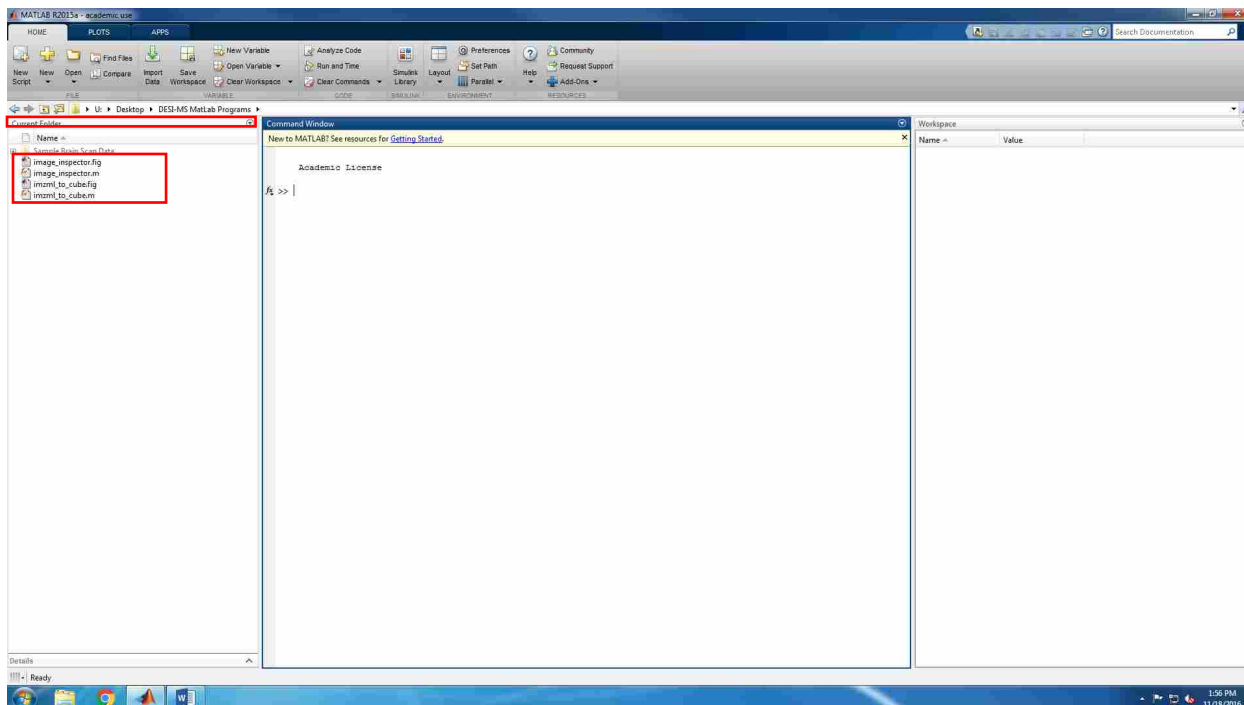 MATLAB R2015a - academic use
HOME PLOTS APPS
Search Documentation
New Script
New
Open
Find Files
Compare
Import Data
Save Workspace
New Variable
Open Variable
Clear Workspace
Analyze Code
Run and Time
Clear Commands
Simulink Library
Layout
Preferences
Set Path
Parallel
Help
Community
Request Support
Add-Ons
FILE VARIABLE CODE SIMULINK ENVIRONMENT RESOURCES
U: Desktop DESI-MS MatLab Programs
Current Folder
Name
Sample Brain Scan Data
image_inspector.fig
image_inspector.m
imzml_to_cube.fig
imzml_to_cube.m
Details
Command Window
New to MATLAB? See resources for Getting Started.
Academic License
fx >>
Workspace
Name Value
Ready
1:56 PM
11/18/2016